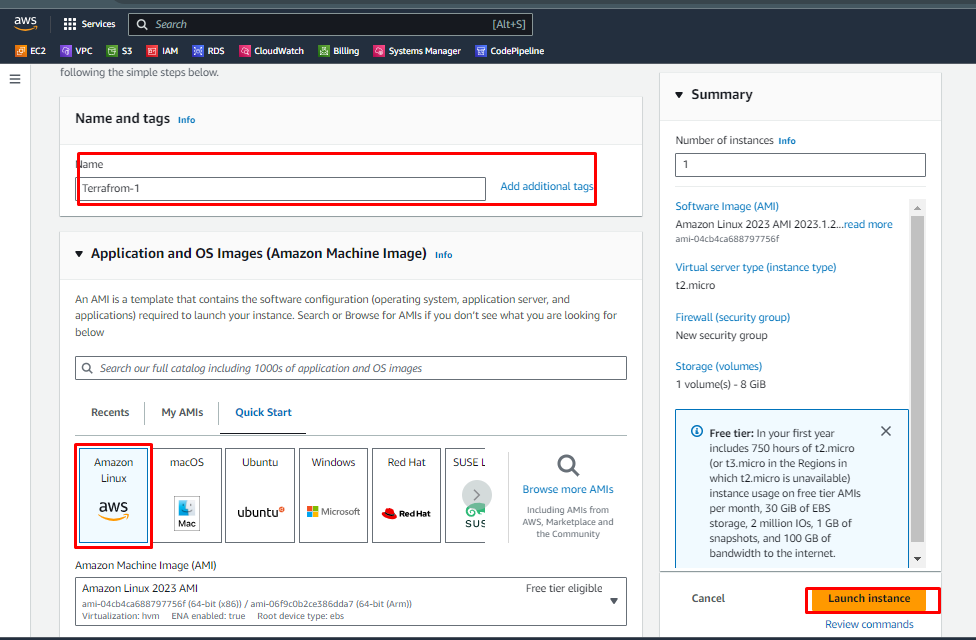 aws
Services
Search
[Alt+S]
EC2
VPC
S3
IAM
RDS
CloudWatch
Billing
Systems Manager
CodePipeline
following the simple steps below.
Name and tags Info
Name
Terrafrom-1
Add additional tags
Application and OS Images (Amazon Machine Image) Info
An AMI is a template that contains the software configuration (operating system, application server, and
applications) required to launch your instance. Search or Browse for AMIs if you don't see what you are looking for
below
Search our full catalog including 1000s of application and OS images
Recents
My AMIs
Quick Start
Amazon
Linux
aws
macOS
Mac
Ubuntu
ubuntu
Windows
Microsoft
Red Hat
Red Hat
SUSE L
SUS
Browse more AMIs
Including AMIs from
AWS, Marketplace and
the Community
Amazon Machine Image (AMI)
Amazon Linux 2023 AMI
Free tier eligible
ami-04cb4ca688797756f (64-bit (x86)) / ami-06f9c0b2ce386dda7 (64-bit (Arm))
Virtualization: hvm ENA enabled: true Root device type: ebs
Summary
Number of instances Info
1
Software Image (AMI)
Amazon Linux 2023 AMI 2023.1.2...read more
ami-04cb4ca688797756f
Virtual server type (instance type)
t2.micro
Firewall (security group)
New security group
Storage (volumes)
1 volume(s) - 8 GiB
Free tier: In your first year
includes 750 hours of t2.micro
(or t3.micro in the Regions in
which t2.micro is unavailable)
instance usage on free tier AMIs
per month, 30 GiB of EBS
storage, 2 million IOs, 1 GB of
snapshots, and 100 GB of
bandwidth to the internet.
Cancel
Launch instance
Review commands